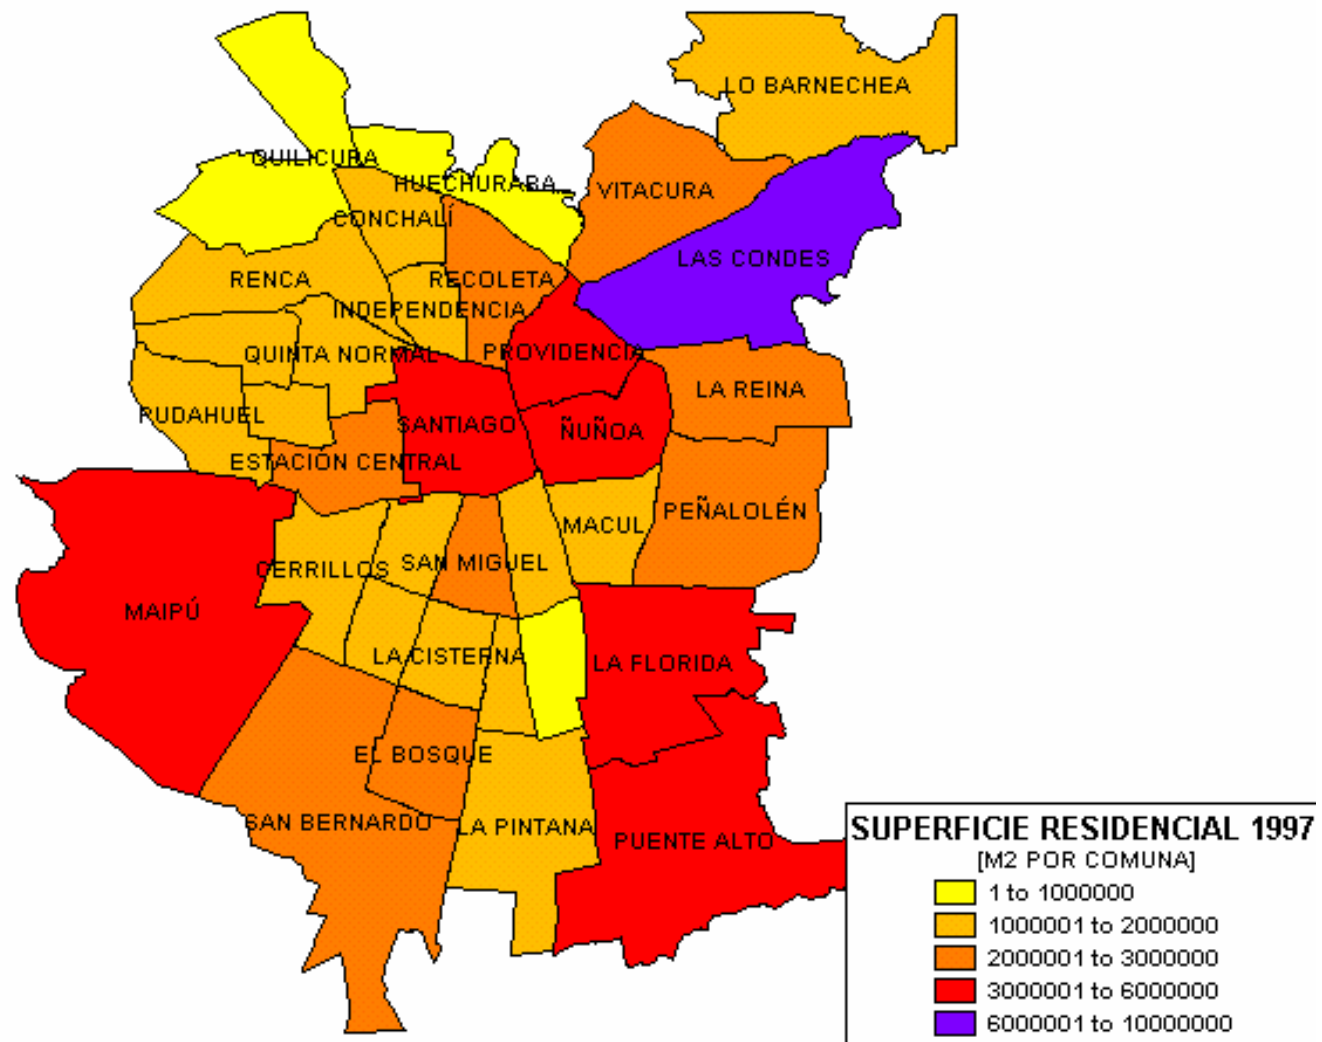 LO BARNECHEA
QUILICURA
HUECHURABA
VITACURA
CONCHALÍ
LAS CONDES
RENCA
RECOLETA
INDEPENDENCIA
QUINTA NORMAL
PROVIDENCIA
LA REINA
PUDAHUEL
SANTIAGO
ÑUÑOA
ESTACIÓN CENTRAL
PEÑALOLÉN
MACUL
CERRILLOS
SAN MIGUEL
MAIPÚ
LA CISTERNA
LA FLORIDA
EL BOSQUE
SAN BERNARDO
LA PINTANA
PUENTE ALTO
SUPERFICIE RESIDENCIAL 1997
[M2 POR COMUNA]
1 to 1000000
1000001 to 2000000
2000001 to 3000000
3000001 to 6000000
6000001 to 10000000